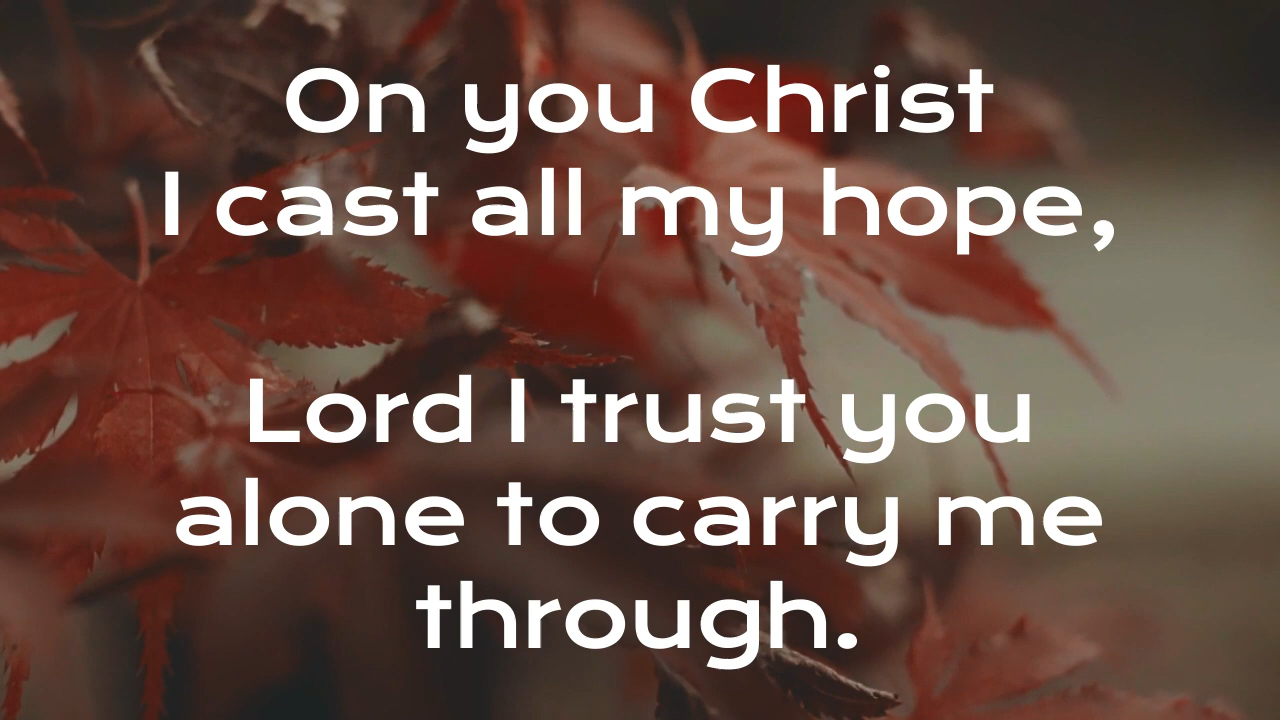 On you Christ
I cast all my hope,
Lord I trust you
alone to carry me
through.